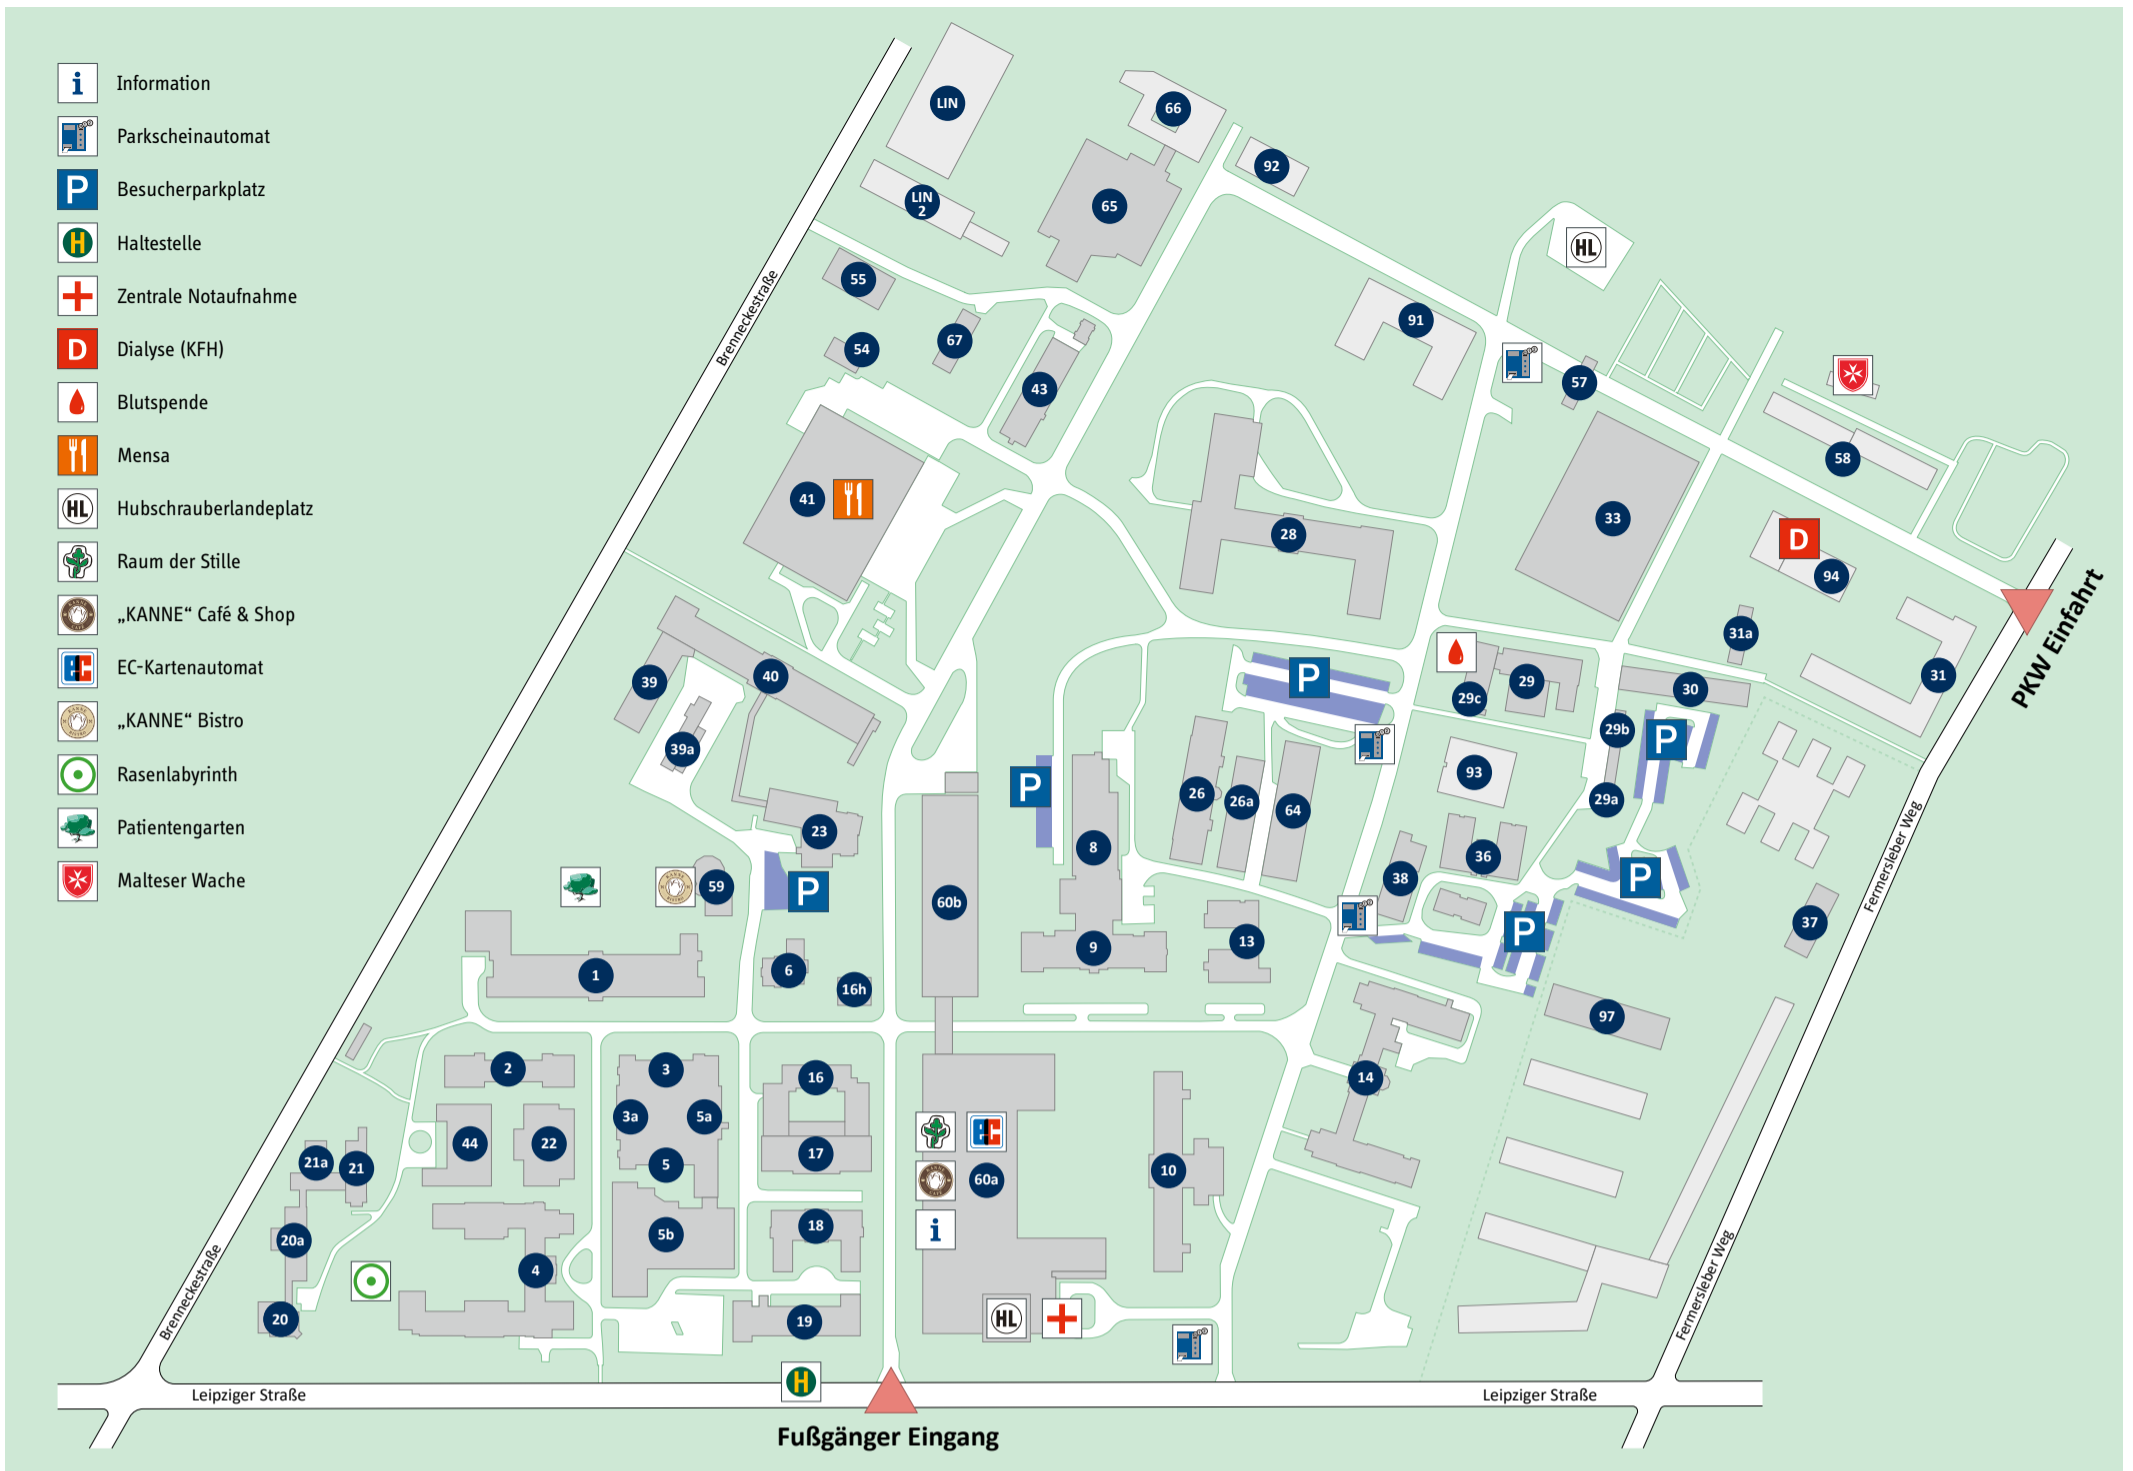 Information
Parkscheinautomat
P Besucherparkplatz
H Haltestelle
Zentrale Notaufnahme
D Dialyse (KFH)
Blutspende
Mensa
HL Hubschrauberlandeplatz
Raum der Stille
„KANNE“ Café & Shop
EC-Kartenautomat
„KANNE“ Bistro
Rasenlabyrinth
Patientengarten
Malteser Wache
LIN
66
92
LIN
2
65
HL
55
Brenneckestraße
91
54
67
57
43
58
41
33
28
D
94
PKW Einfahrt
31a
39
40
P
29c
29
30
31
29b
39a
P
P
93
26
26a
64
29a
23
8
36
Fermersleber Weg
59
P
60b
38
P
37
13
P
9
1
6
16h
97
2
3
16
14
3a
5a
44
22
17
21a
21
5
10
60a
18
5b
20a
4
Brenneckestraße
Fermersleber Weg
20
19
HL
H
Leipziger Straße
Leipziger Straße
Fußgänger Eingang